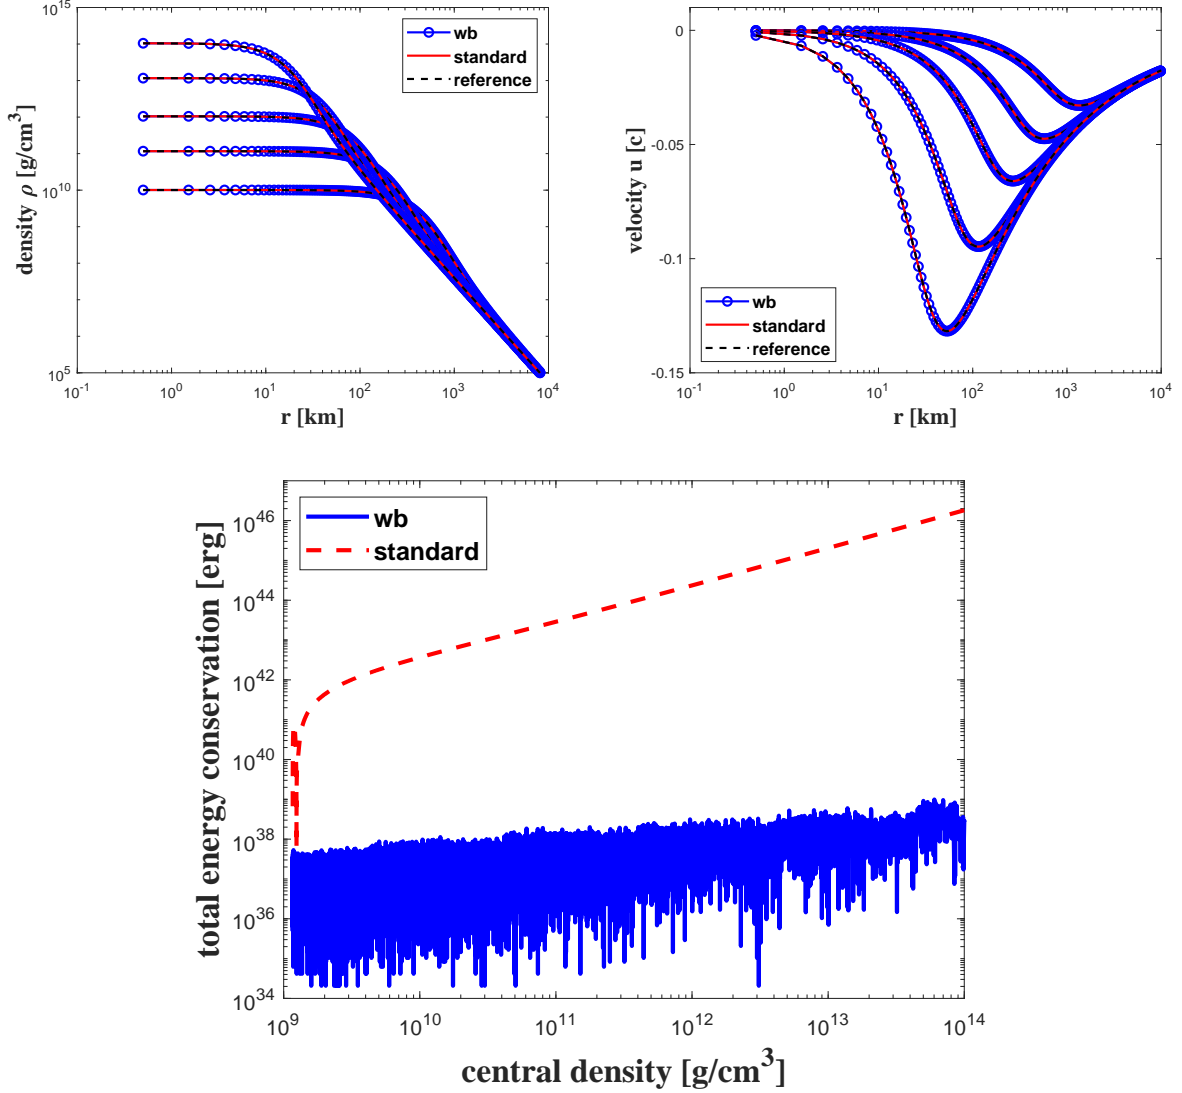 10^15
10^10
10^5
10^-1
10^0
10^1
10^2
10^3
10^4
density ρ [g/cm^3]
r [km]
wb
standard
reference
0
-0.05
-0.1
-0.15
10^-1
10^0
10^1
10^2
10^3
10^4
velocity u [c]
r [km]
wb
standard
reference
10^46
10^44
10^42
10^40
10^38
10^36
10^34
10^9
10^10
10^11
10^12
10^13
10^14
total energy conservation [erg]
central density [g/cm^3]
wb
standard